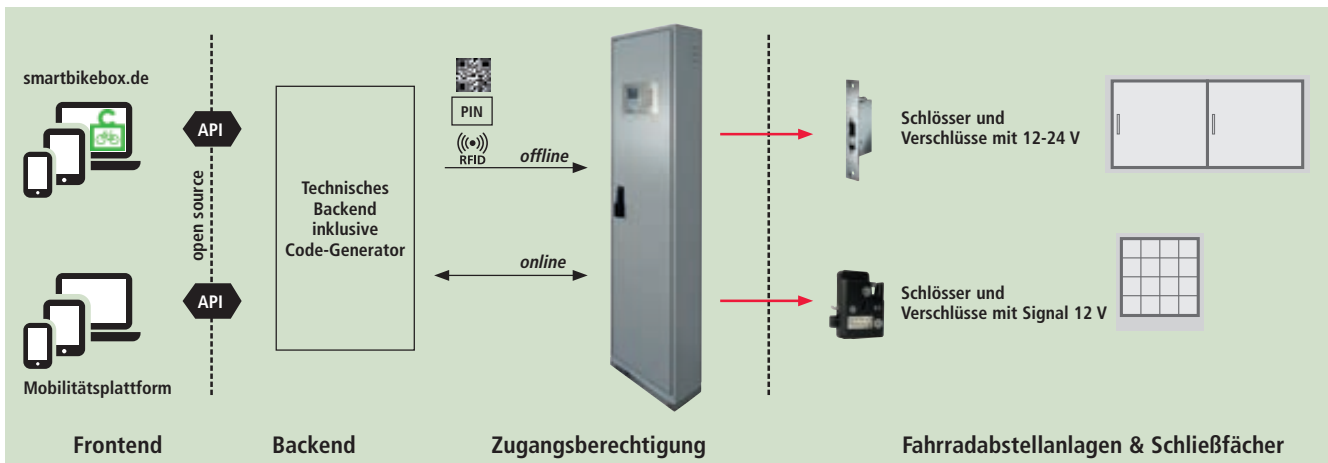 smartbikebox.de
API
open source
API
Mobilitätsplattform
Technisches
Backend
inklusive
Code-Generator
PIN
RFID
offline
online
Schlösser und
Verschlüsse mit 12-24 V
Schlösser und
Verschlüsse mit Signal 12 V
Frontend
Backend
Zugangsberechtigung
Fahrradabstellanlagen & Schließfächer